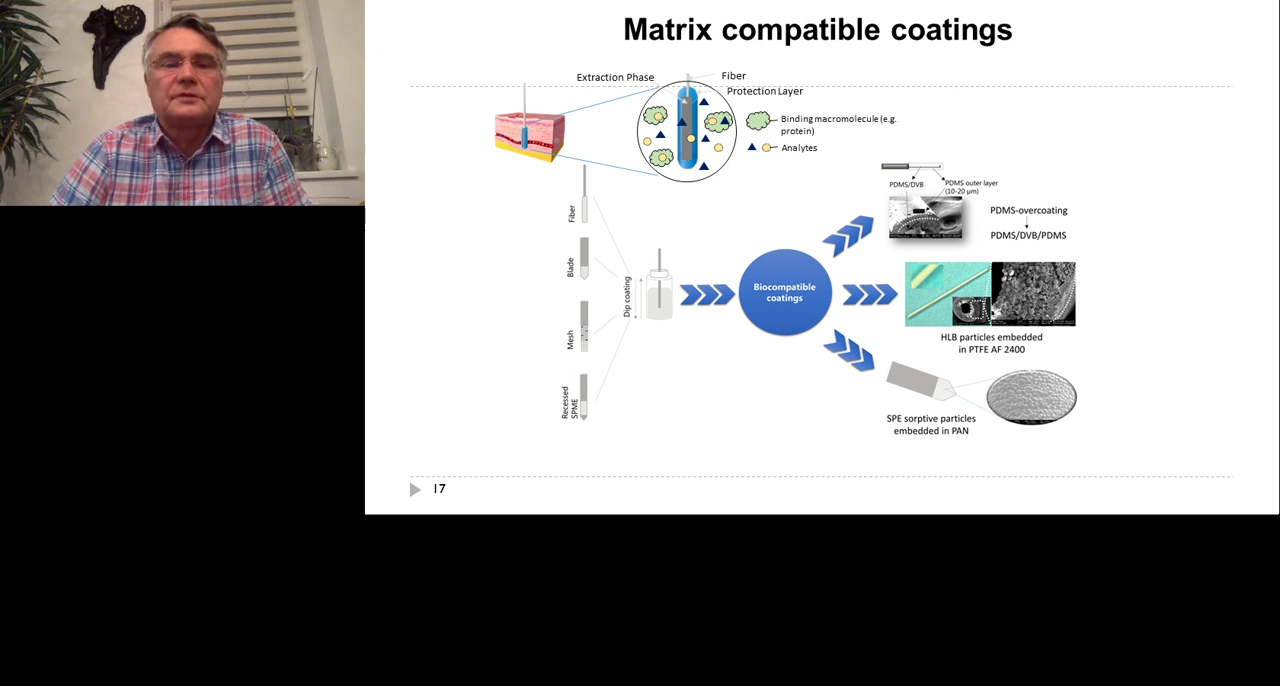 Matrix compatible coatings
Extraction Phase
Fiber
Protection Layer
Binding macromolecule (e.g.
protein)
Analytes
Fiber
Blade
Mesh
Recessed
SPME
Dip coating
Biocompatible
coatings
PDMS/DVB
PDMS outer layer
(10-20 μm)
PDMS-overcoating
PDMS/DVB/PDMS
HLB particles embedded
in PTFE AF 2400
SPE sorptive particles
embedded in PAN
17